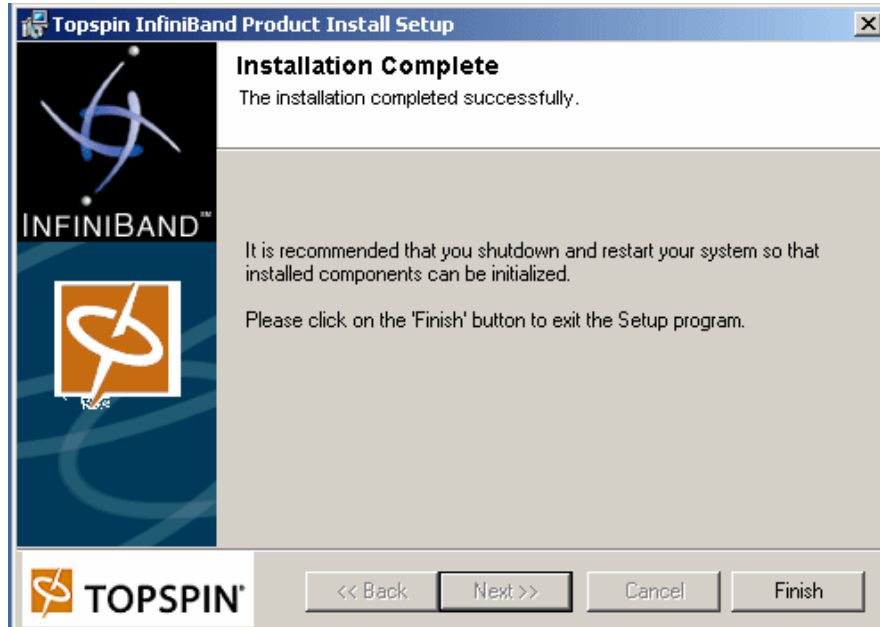 Topspin InfiniBand Product Install Setup
Installation Complete
The installation completed successfully.
INFINIBAND™
It is recommended that you shutdown and restart your system so that
installed components can be initialized.
Please click on the 'Finish' button to exit the Setup program.
TOPSPIN
<< Back
Next >>
Cancel
Finish